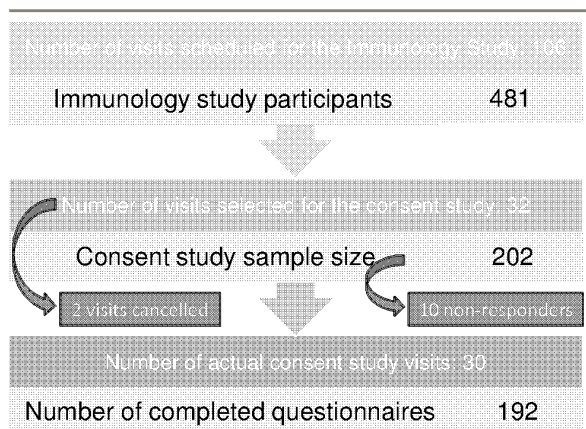 Number of visits scheduled for the Immunology Study: 106
Immunology study participants 481
Number of visits selected for the consent study: 32
Consent study sample size 202
2 visits cancelled 10 non-responders
Number of actual consent study visits: 30
Number of completed questionnaires 192